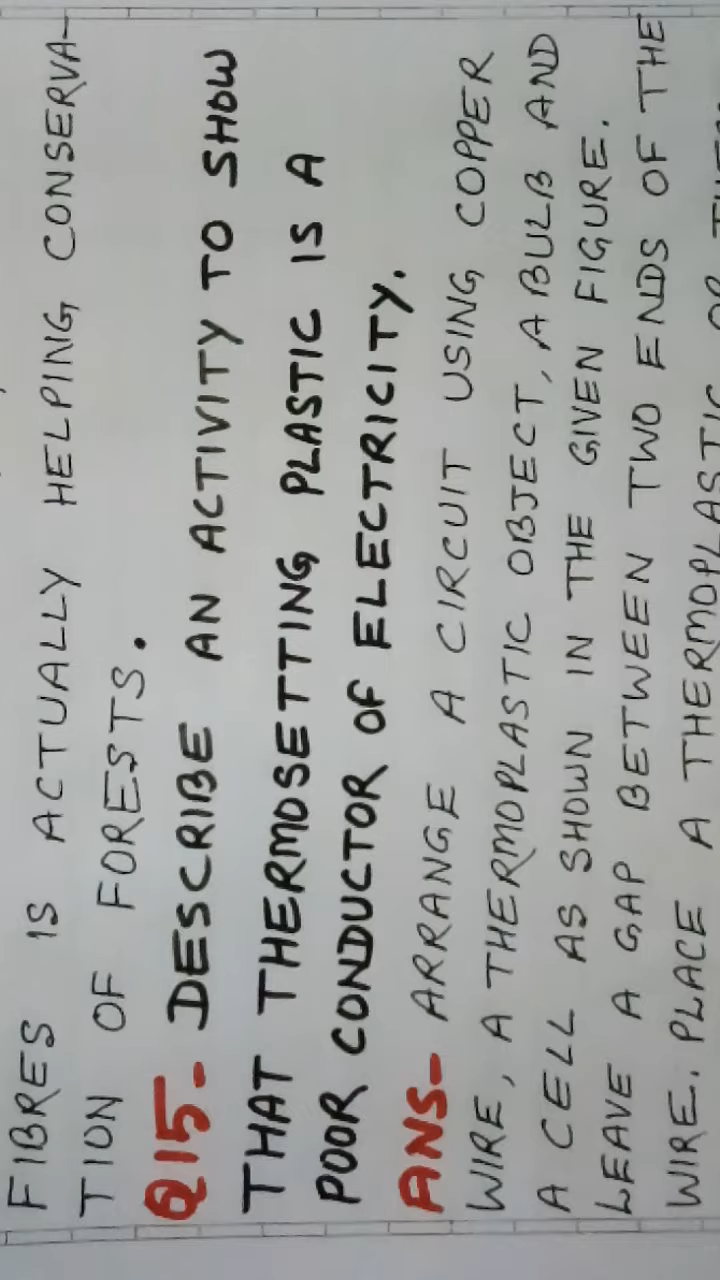 FIBRES IS ACTUALLY HELPING CONSERVA-
TION OF FORESTS.
Q15- DESCRIBE AN ACTIVITY TO SHOW
THAT THERMOSETTING PLASTIC IS A
POOR CONDUCTOR OF ELECTRICITY.
ANS- ARRANGE A CIRCUIT USING COPPER
WIRE, A THERMOPLASTIC OBJECT, A BULB AND
A CELL AS SHOWN IN THE GIVEN FIGURE.
LEAVE A GAP BETWEEN TWO ENDS OF THE
WIRE. PLACE A THERMOPLASTIC OR